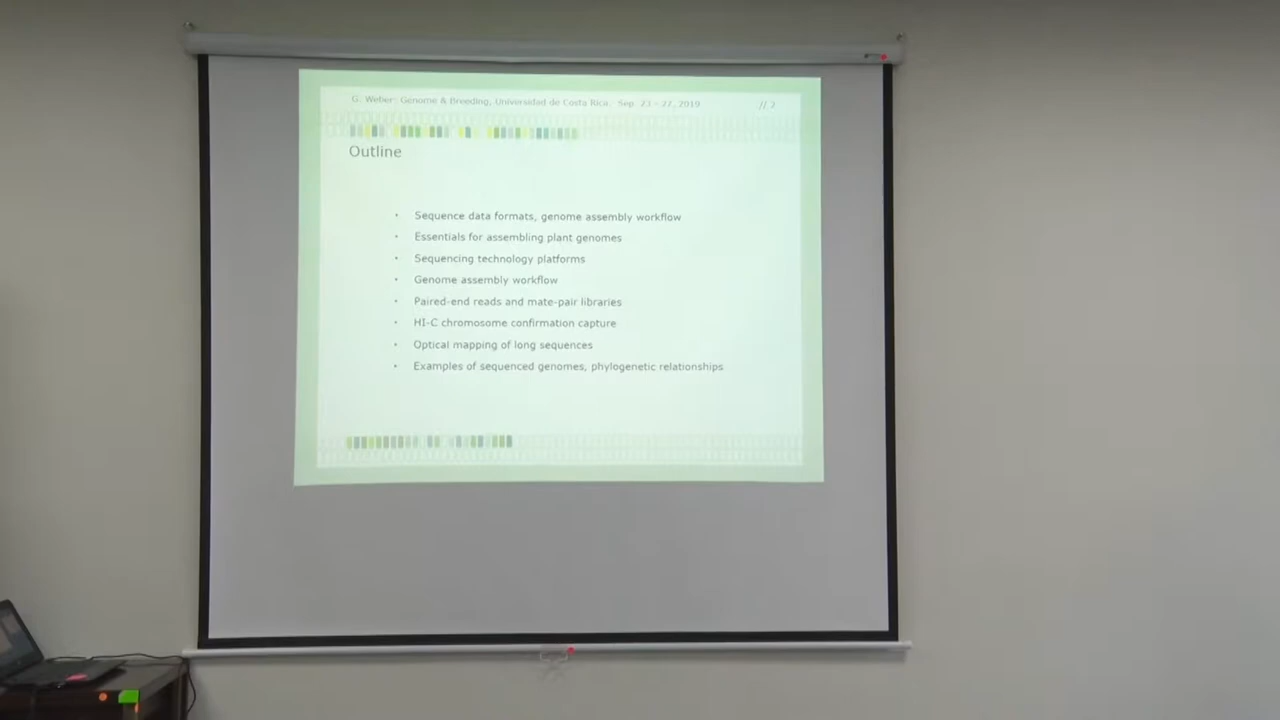 G. Weber: Genome & Breeding, Universidad de Costa Rica. Sep. 23 - 27, 2019 // 2
Outline
• Sequence data formats, genome assembly workflow
• Essentials for assembling plant genomes
• Sequencing technology platforms
• Genome assembly workflow
• Paired-end reads and mate-pair libraries
• HI-C chromosome confirmation capture
• Optical mapping of long sequences
• Examples of sequenced genomes, phylogenetic relationships